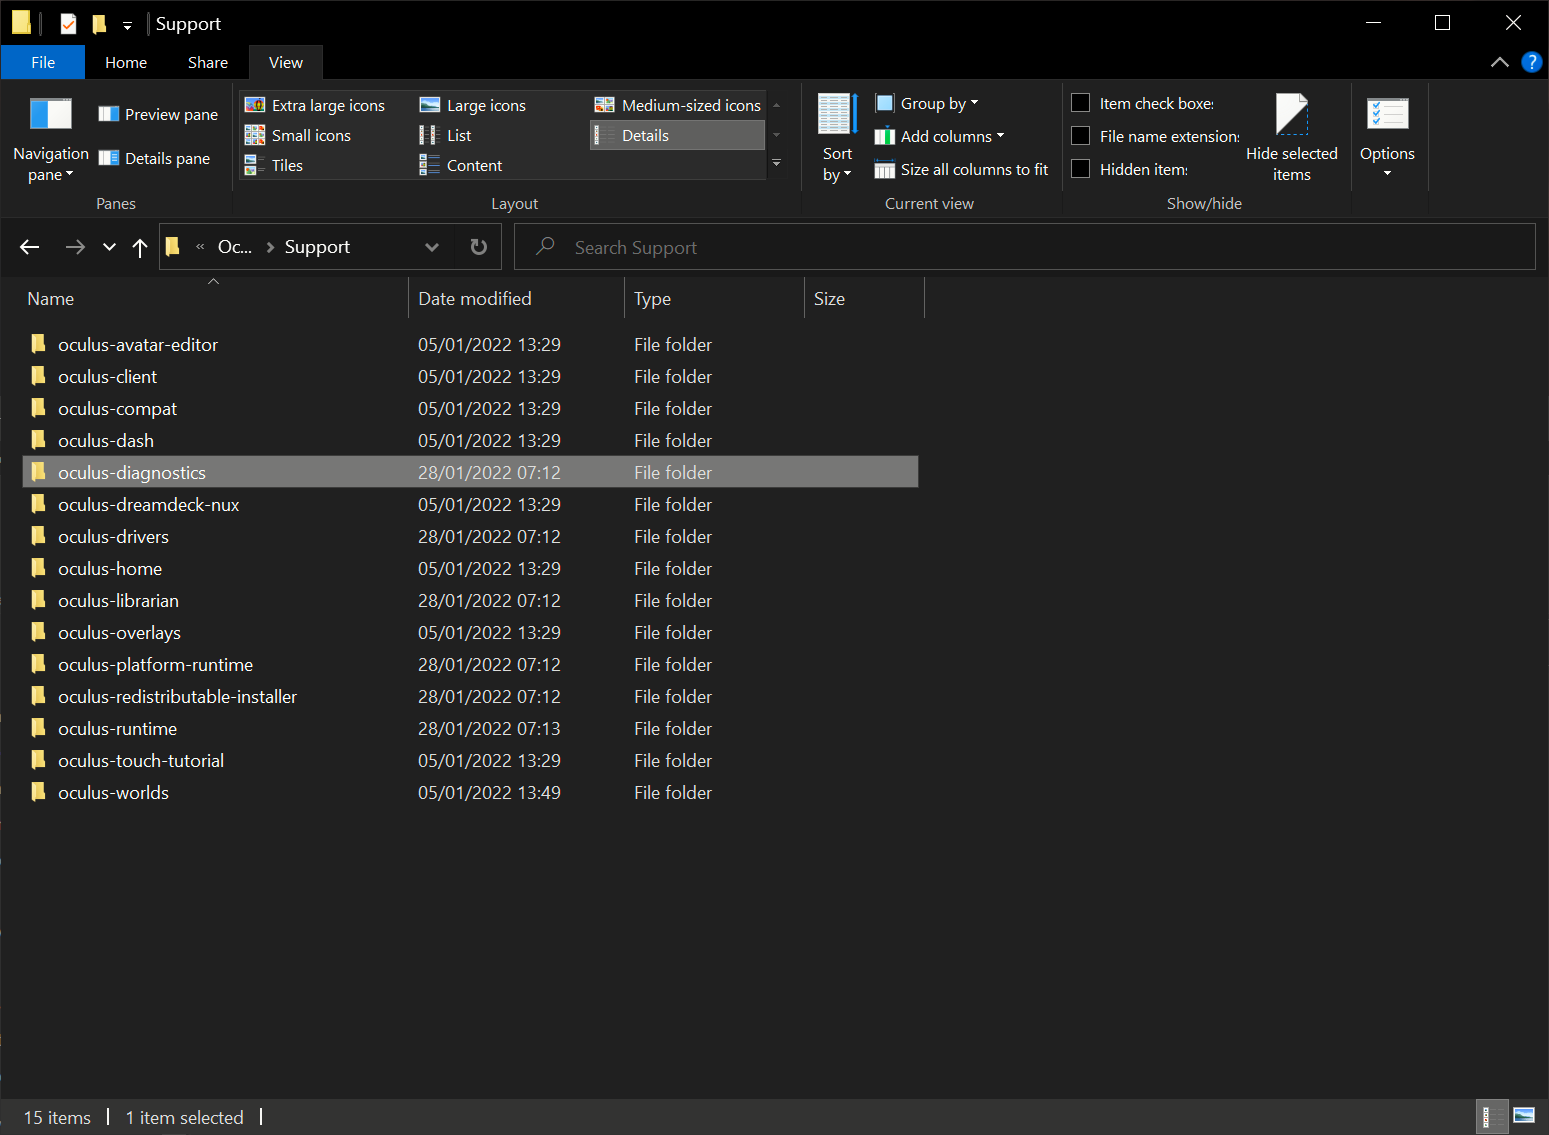 Support
File Home Share View
?
Navigation pane
Preview pane
Details pane
Panes
Extra large icons Large icons Medium-sized icons
Small icons List Details
Tiles Content
Layout
Sort by
Group by
Add columns
Size all columns to fit
Current view
Item check boxes
File name extensions
Hidden items
Hide selected items
Show/hide
Options
« Oc... Support
Search Support
Name Date modified Type Size
oculus-avatar-editor 05/01/2022 13:29 File folder
oculus-client 05/01/2022 13:29 File folder
oculus-compat 05/01/2022 13:29 File folder
oculus-dash 05/01/2022 13:29 File folder
oculus-diagnostics 28/01/2022 07:12 File folder
oculus-dreamdeck-nux 05/01/2022 13:29 File folder
oculus-drivers 28/01/2022 07:12 File folder
oculus-home 05/01/2022 13:29 File folder
oculus-librarian 28/01/2022 07:12 File folder
oculus-overlays 05/01/2022 13:29 File folder
oculus-platform-runtime 28/01/2022 07:12 File folder
oculus-redistributable-installer 28/01/2022 07:12 File folder
oculus-runtime 28/01/2022 07:13 File folder
oculus-touch-tutorial 05/01/2022 13:29 File folder
oculus-worlds 05/01/2022 13:49 File folder
15 items 1 item selected